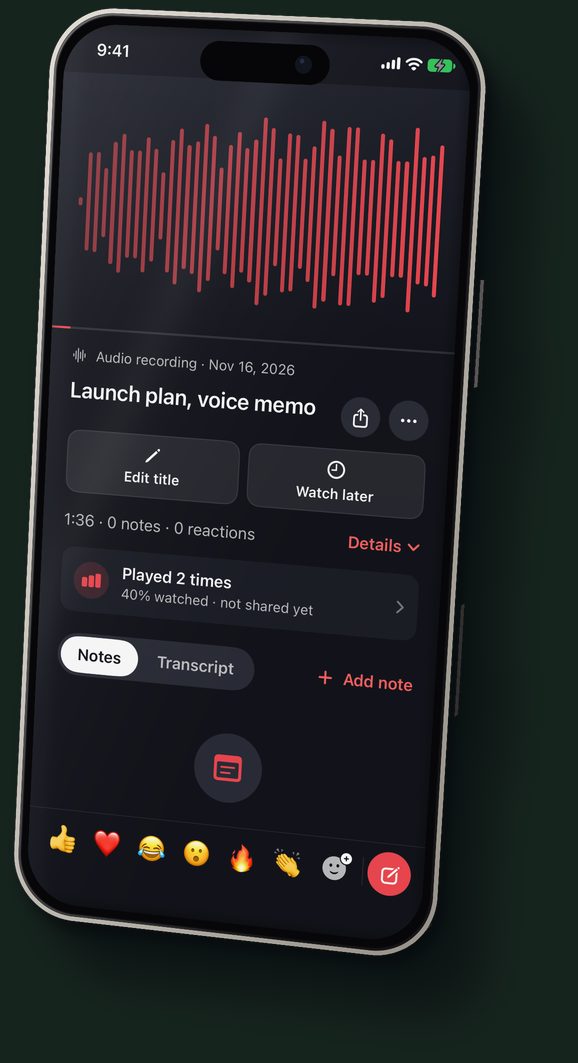 9:41
Audio recording · Nov 16, 2026
Launch plan, voice memo
Edit title
Watch later
1:36 · 0 notes · 0 reactions
Details
Played 2 times
40% watched · not shared yet
Notes
Transcript
+ Add note